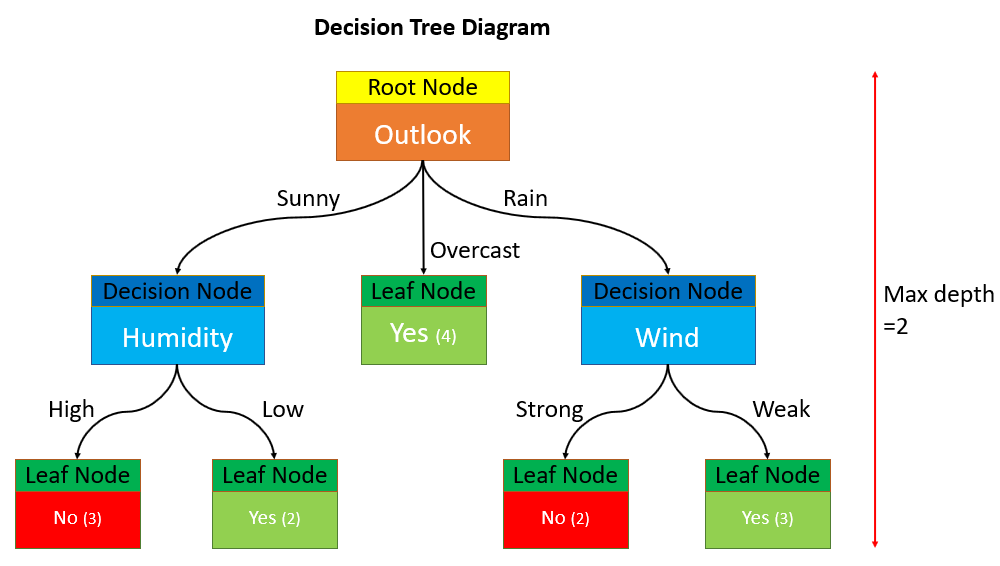 Decision Tree Diagram
Root Node
Outlook
Sunny
Rain
Overcast
Decision Node
Humidity
Leaf Node
Yes (4)
Decision Node
Wind
Max depth
=2
High
Low
Strong
Weak
Leaf Node
No (3)
Leaf Node
Yes (2)
Leaf Node
No (2)
Leaf Node
Yes (3)